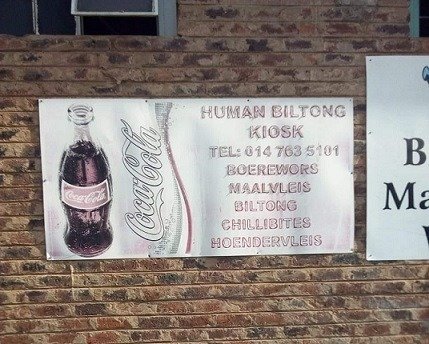 Coca-Cola
Coca-Cola
HUMAN BILTONG
KIOSK
TEL: 014 763 5101
BOEREWORS
MAALVLEIS
BILTONG
CHILLIBITES
HOENDERVLEIS